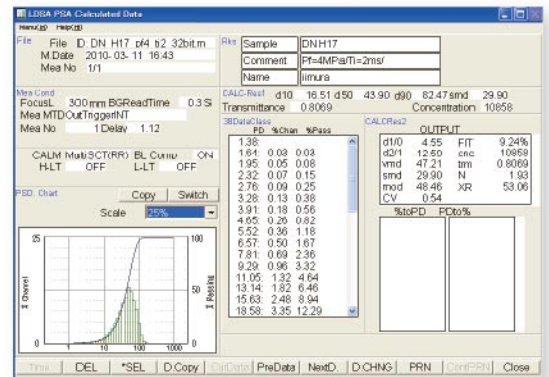 LDSA PSA Calculated Data
Menu(M) Help(H)
File
File D: DN_H17_pf4_ti2_32bit.m
M.Date 2010-03-11 16:43
Mea No 1/1
Rks
Sample DN H17
Comment Pf=4MPa/Ti=2ms/
Name iimura
Mea Cond
FocusL 300 mm BGReadTime 0.3 S
Mea MTD OutTriggerINT
Mea No 1 Delay 1.12
CALM MultiSCT(RR) BL Comp ON
H-LT OFF L-LT OFF
CALC-Res1 d10 16.51 d50 43.90 d90 82.47 smd 29.90
Transmittance 0.8069 Concentration 10858
38DataClass
PD %Chan %Pass
1.38:
1.64: 0.03 0.03
1.95: 0.05 0.08
2.32: 0.07 0.15
2.76: 0.09 0.25
3.28: 0.13 0.38
3.91: 0.18 0.56
4.65: 0.26 0.82
5.52: 0.36 1.18
6.57: 0.50 1.67
7.81: 0.69 2.36
9.29: 0.96 3.32
11.05: 1.32 4.64
13.14: 1.82 6.46
15.63: 2.48 8.94
18.58: 3.35 12.29
CALCRes2
OUTPUT
d1/0 4.55 FIT 9.24%
d2/1 12.50 cnc 10858
vmd 47.21 trm 0.8069
smd 29.90 N 1.93
mod 48.46 XR 53.06
CV 0.54
%toPD PDto%
PSD. Chart
Copy Switch
Scale 25%
25 100
% Channel
50
% Passing
0 0
1 10 100 1000
Time DEL *SEL D.Copy CutData PreData NextD. D.CHNG PRN ContPRN Close